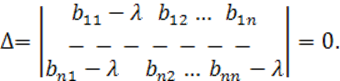 b₁₁ − λ b₁₂ … b₁ₙ
Δ= | _ _ _ _ _ _ _ | = 0.
bₙ₁ − λ bₙ₂ … bₙₙ − λ